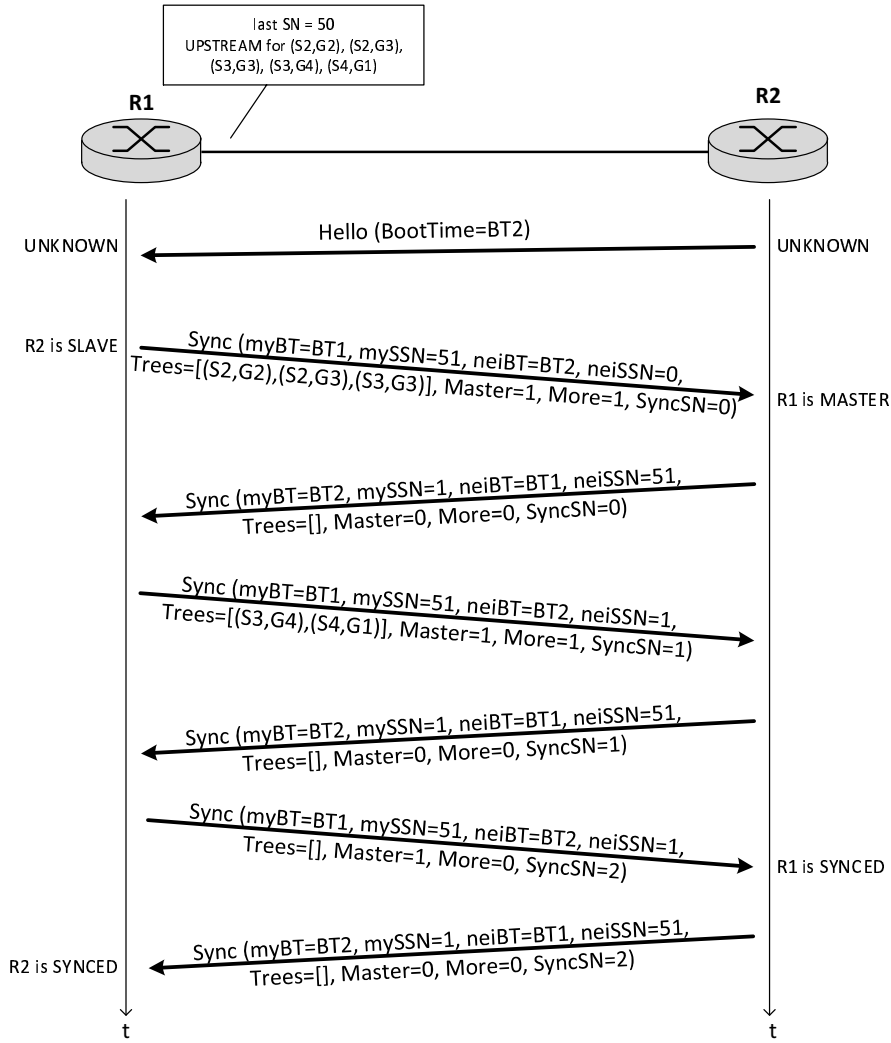 last SN = 50
UPSTREAM for (S2,G2), (S2,G3),
(S3,G3), (S3,G4), (S4,G1)
R1
R2
Hello (BootTime=BT2)
UNKNOWN
UNKNOWN
R2 is SLAVE
Sync (myBT=BT1, mySSN=51, neiBT=BT2, neiSSN=0,
Trees=[(S2,G2),(S2,G3),(S3,G3)], Master=1, More=1, SyncSN=0)
R1 is MASTER
Sync (myBT=BT2, mySSN=1, neiBT=BT1, neiSSN=51,
Trees=[], Master=0, More=0, SyncSN=0)
Sync (myBT=BT1, mySSN=51, neiBT=BT2, neiSSN=1,
Trees=[(S3,G4),(S4,G1)], Master=1, More=1, SyncSN=1)
Sync (myBT=BT2, mySSN=1, neiBT=BT1, neiSSN=51,
Trees=[], Master=0, More=0, SyncSN=1)
Sync (myBT=BT1, mySSN=51, neiBT=BT2, neiSSN=1,
Trees=[], Master=1, More=0, SyncSN=2)
R1 is SYNCED
Sync (myBT=BT2, mySSN=1, neiBT=BT1, neiSSN=51,
Trees=[], Master=0, More=0, SyncSN=2)
R2 is SYNCED
t
t